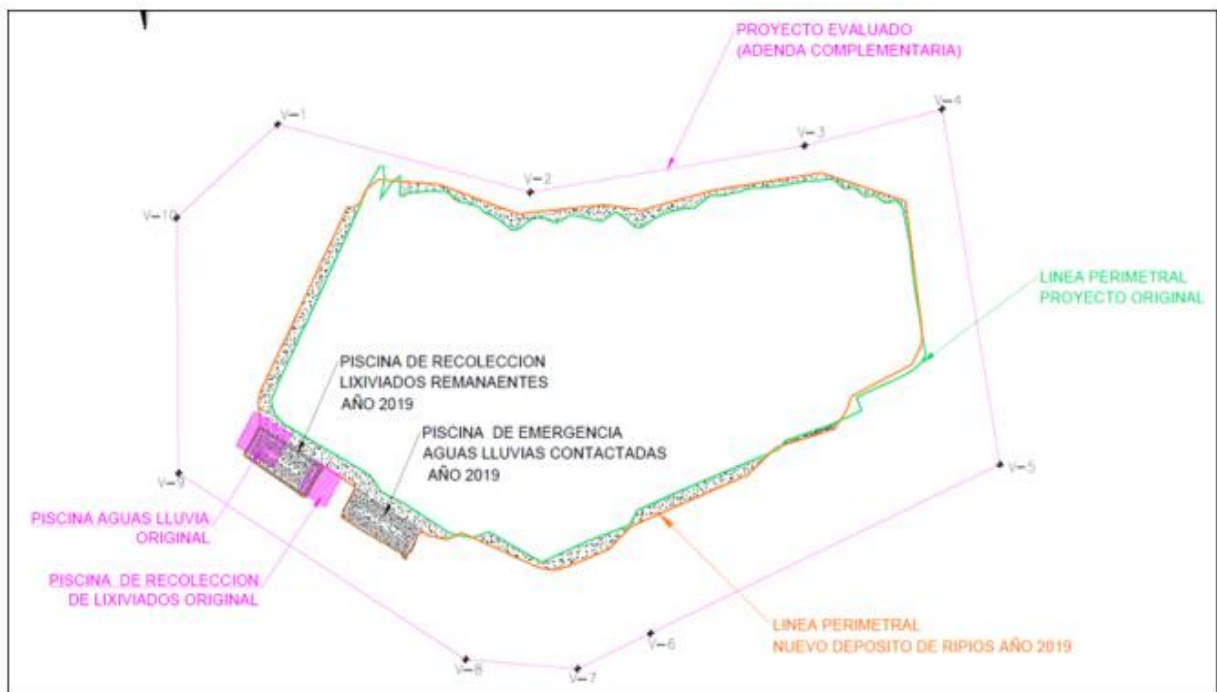 PROYECTO EVALUADO
(ADENDA COMPLEMENTARIA)
V-1
V-2
V-3
V-4
V-10
LINEA PERIMETRAL
PROYECTO ORIGINAL
PISCINA DE RECOLECCION
LIXIVIADOS REMANAENTES
AÑO 2019
PISCINA DE EMERGENCIA
AGUAS LLUVIAS CONTACTADAS
AÑO 2019
V-5
V-9
PISCINA AGUAS LLUVIA
ORIGINAL
PISCINA DE RECOLECCION
DE LIXIVIADOS ORIGINAL
LINEA PERIMETRAL
NUEVO DEPOSITO DE RIPIOS AÑO 2019
V-6
V-8
V-7